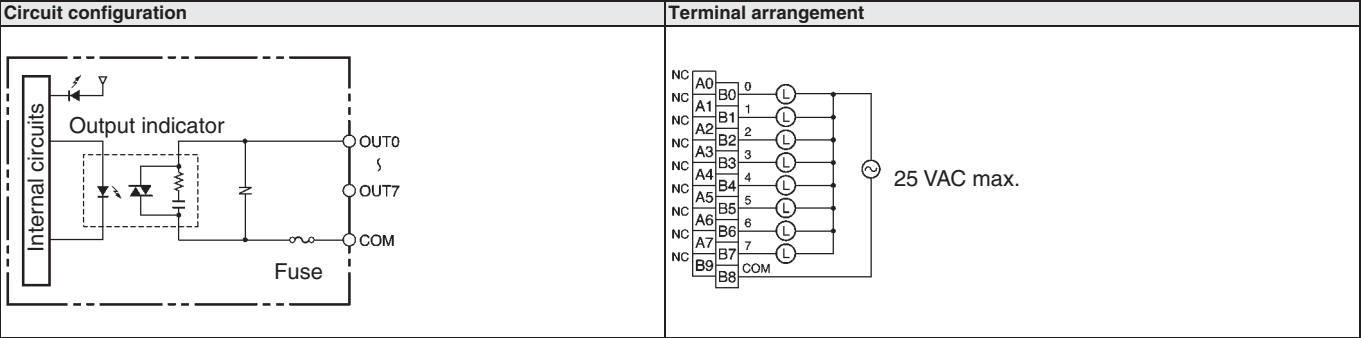 Circuit configuration
Terminal arrangement
Internal circuits
Output indicator
OUT0
OUT7
COM
Fuse
NC A0
B0 0 L
NC A1
B1 1 L
NC A2
B2 2 L
NC A3
B3 3 L
NC A4
B4 4 L
NC A5
B5 5 L
NC A6
B6 6 L
NC A7
B7 7 L
NC B9
B8 COM
25 VAC max.